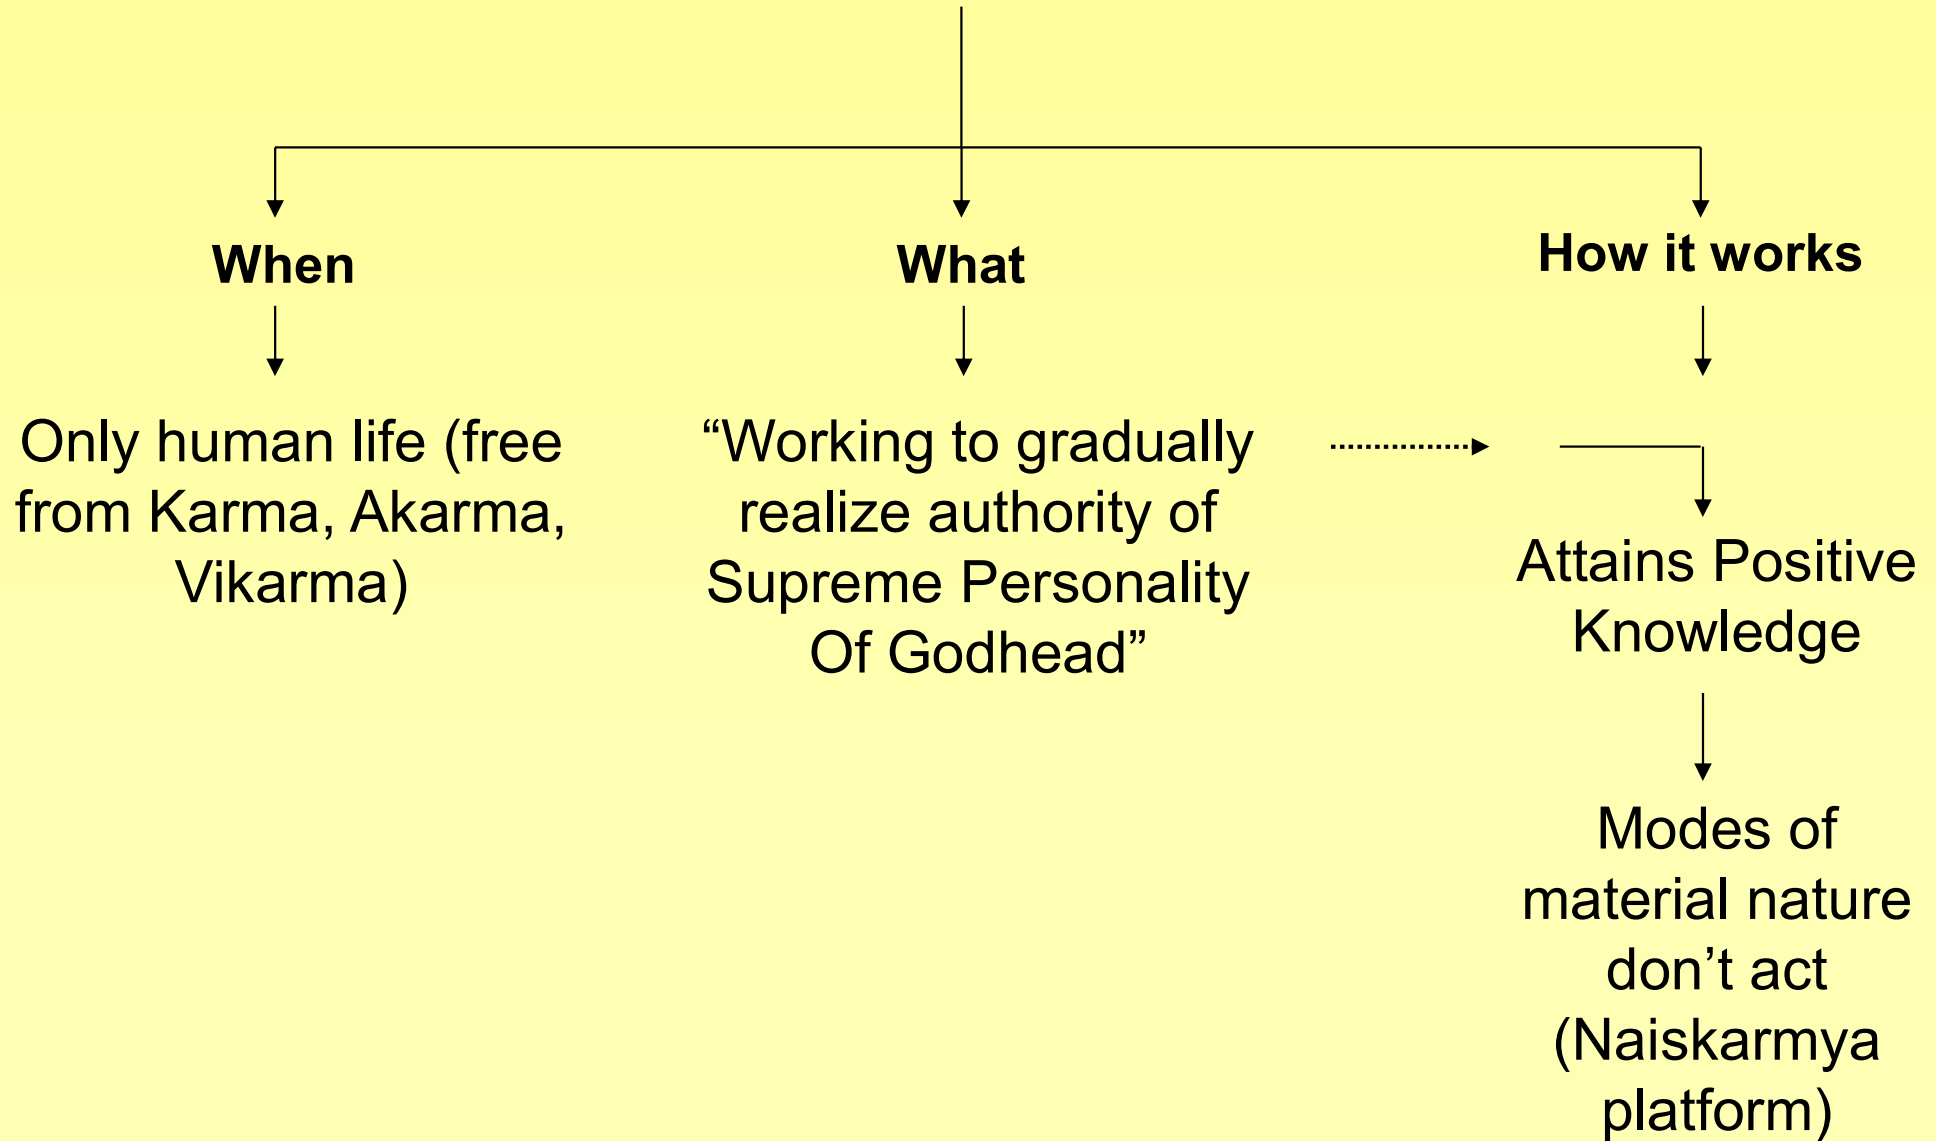 When
Only human life (free
from Karma, Akarma,
Vikarma)
What
“Working to gradually
realize authority of
Supreme Personality
Of Godhead”
How it works
Attains Positive
Knowledge
Modes of
material nature
don’t act
(Naiskarmya
platform)